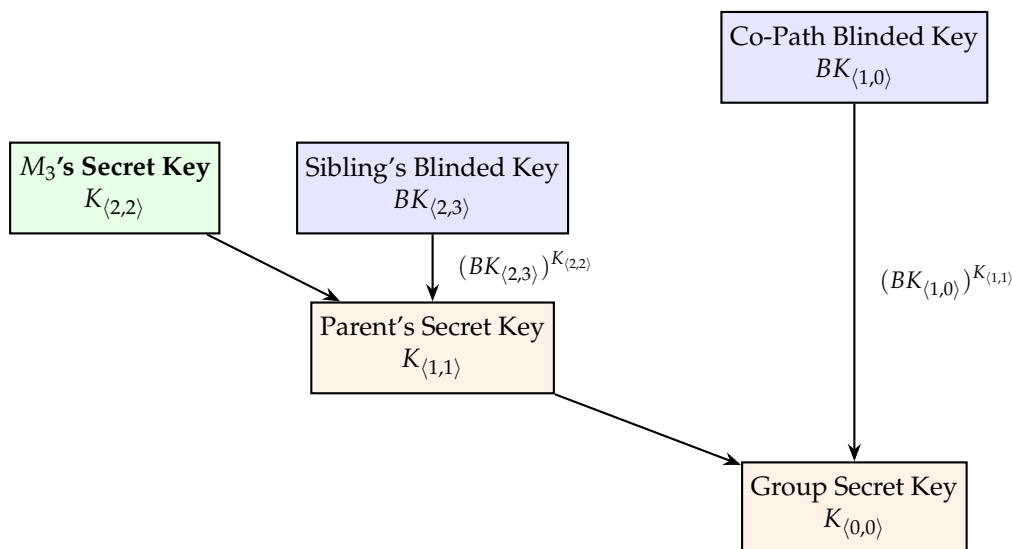 Co-Path Blinded Key
BK⟨1,0⟩
M₃'s Secret Key
K⟨2,2⟩
Sibling's Blinded Key
BK⟨2,3⟩
(BK⟨2,3⟩)^K⟨2,2⟩
(BK⟨1,0⟩)^K⟨1,1⟩
Parent's Secret Key
K⟨1,1⟩
Group Secret Key
K⟨0,0⟩